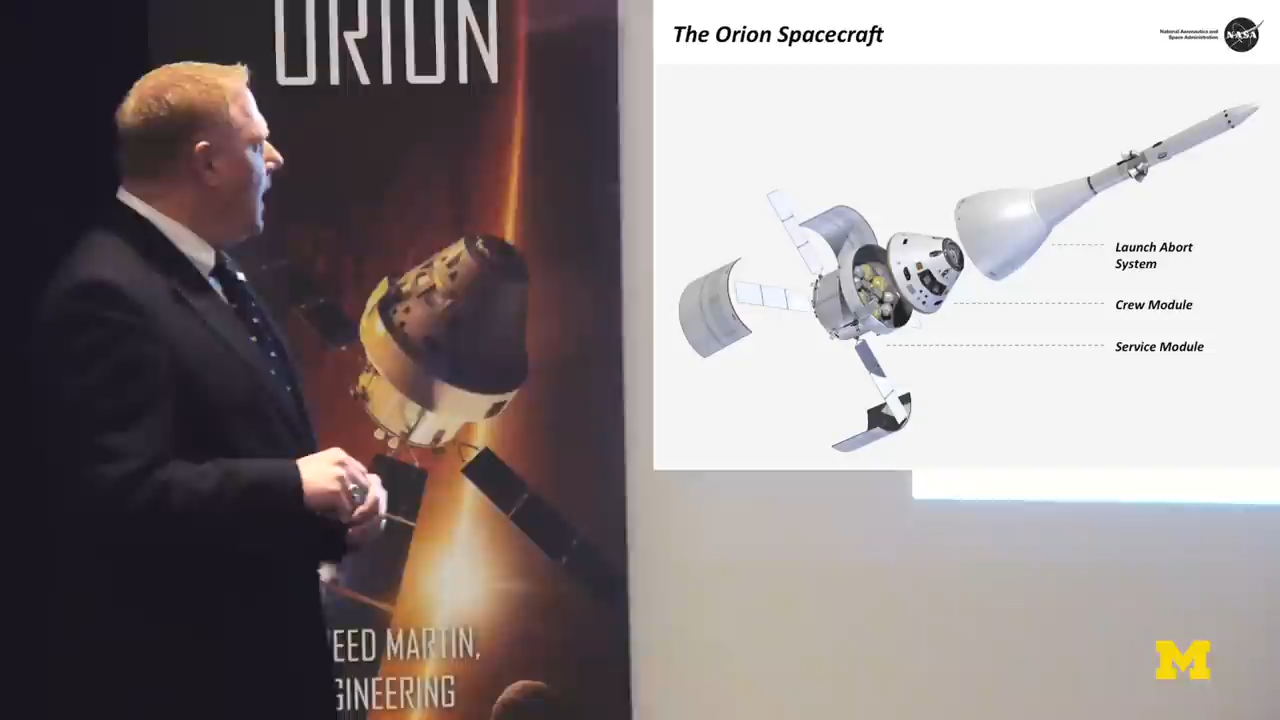 ORION
EED MARTIN,
GINEERING
The Orion Spacecraft
National Aeronautics and
Space Administration
NASA
Launch Abort
System
Crew Module
Service Module
M